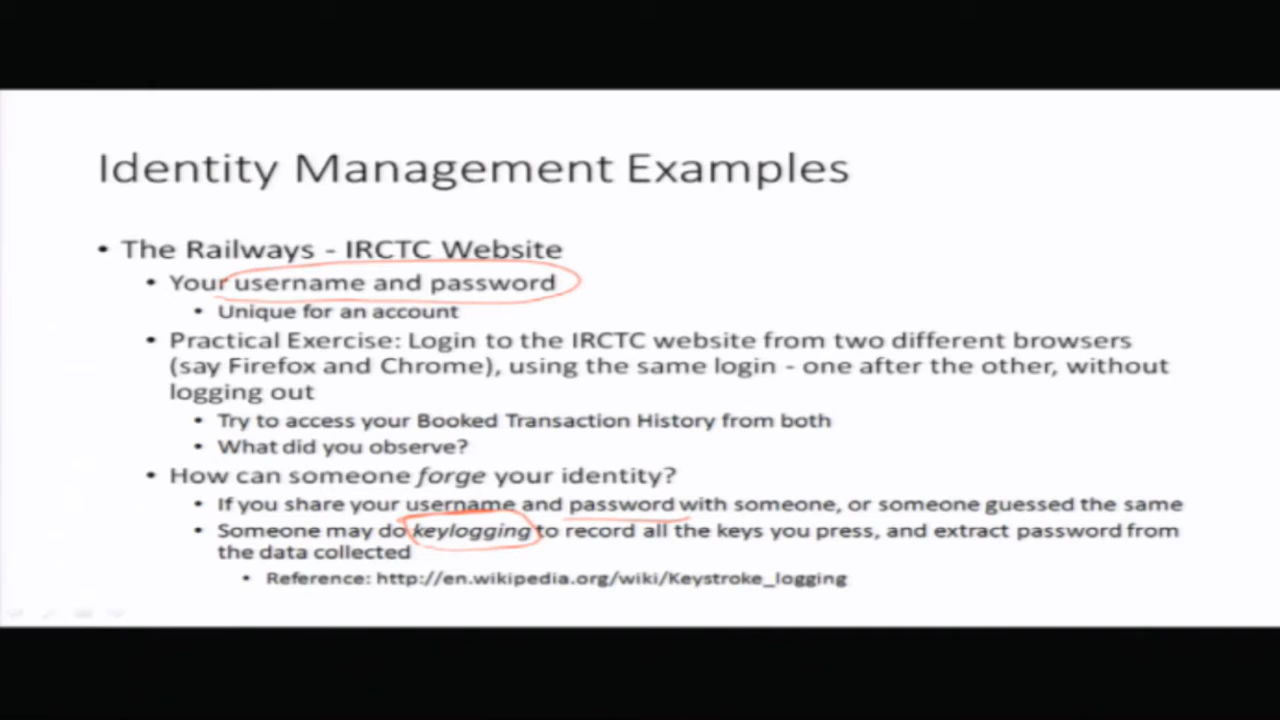 Identity Management Examples
• The Railways - IRCTC Website
• Your username and password
• Unique for an account
• Practical Exercise: Login to the IRCTC website from two different browsers
(say Firefox and Chrome), using the same login - one after the other, without
logging out
• Try to access your Booked Transaction History from both
• What did you observe?
• How can someone forge your identity?
• If you share your username and password with someone, or someone guessed the same
• Someone may do keylogging to record all the keys you press, and extract password from
the data collected
• Reference: http://en.wikipedia.org/wiki/Keystroke_logging